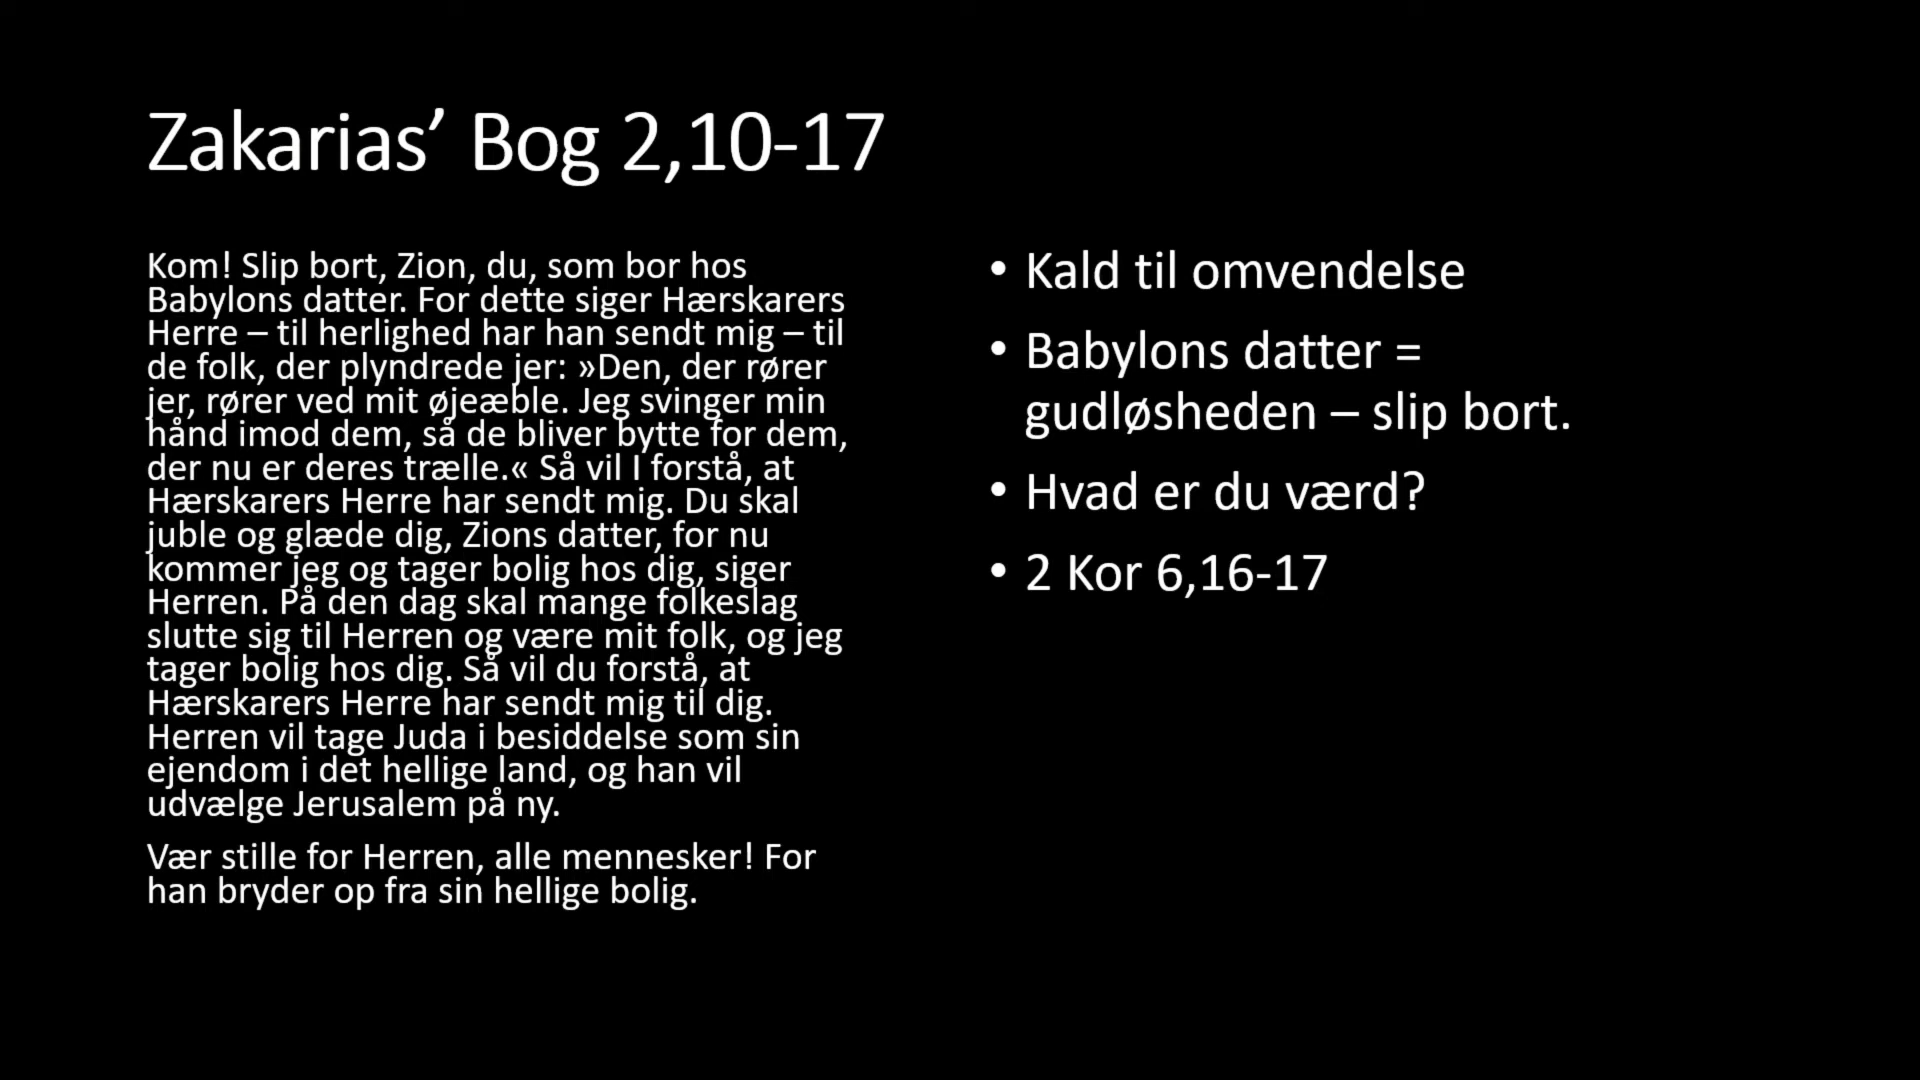 Zakarias’ Bog 2,10-17
Kom! Slip bort, Zion, du, som bor hos
Babylons datter. For dette siger Hærskarers
Herre – til herlighed har han sendt mig – til
de folk, der plyndrede jer: »Den, der rører
jer, rører ved mit øjeæble. Jeg svinger min
hånd imod dem, så de bliver bytte for dem,
der nu er deres trælle.« Så vil I forstå, at
Hærskarers Herre har sendt mig. Du skal
juble og glæde dig, Zions datter, for nu
kommer jeg og tager bolig hos dig, siger
Herren. På den dag skal mange folkeslag
slutte sig til Herren og være mit folk, og jeg
tager bolig hos dig. Så vil du forstå, at
Hærskarers Herre har sendt mig til dig.
Herren vil tage Juda i besiddelse som sin
ejendom i det hellige land, og han vil
udvælge Jerusalem på ny.
Vær stille for Herren, alle mennesker! For
han bryder op fra sin hellige bolig.
• Kald til omvendelse
• Babylons datter =
gudløsheden – slip bort.
• Hvad er du værd?
• 2 Kor 6,16-17